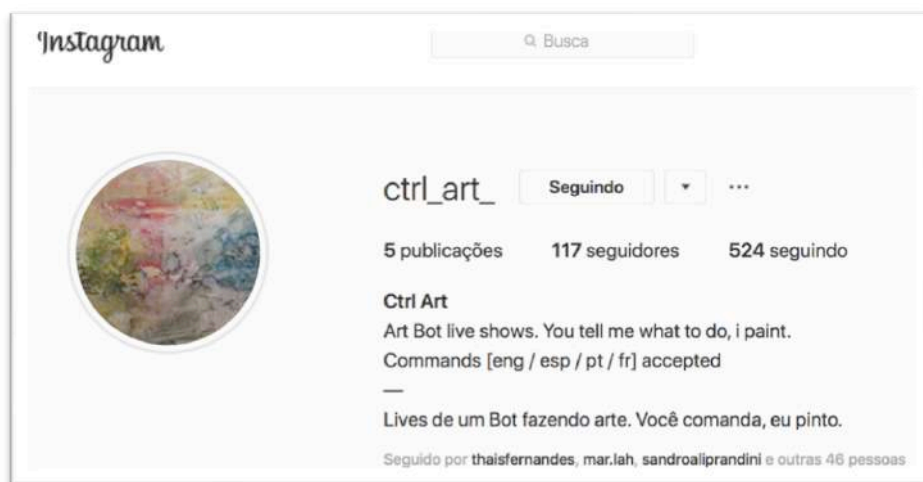 Instagram
Busca
ctrl_art_ Seguindo ...
5 publicações 117 seguidores 524 seguindo
Ctrl Art
Art Bot live shows. You tell me what to do, i paint.
Commands [eng / esp / pt / fr] accepted
—
Lives de um Bot fazendo arte. Você comanda, eu pinto.
Seguido por thaisfernandes, mar.lah, sandroaliprandini e outras 46 pessoas